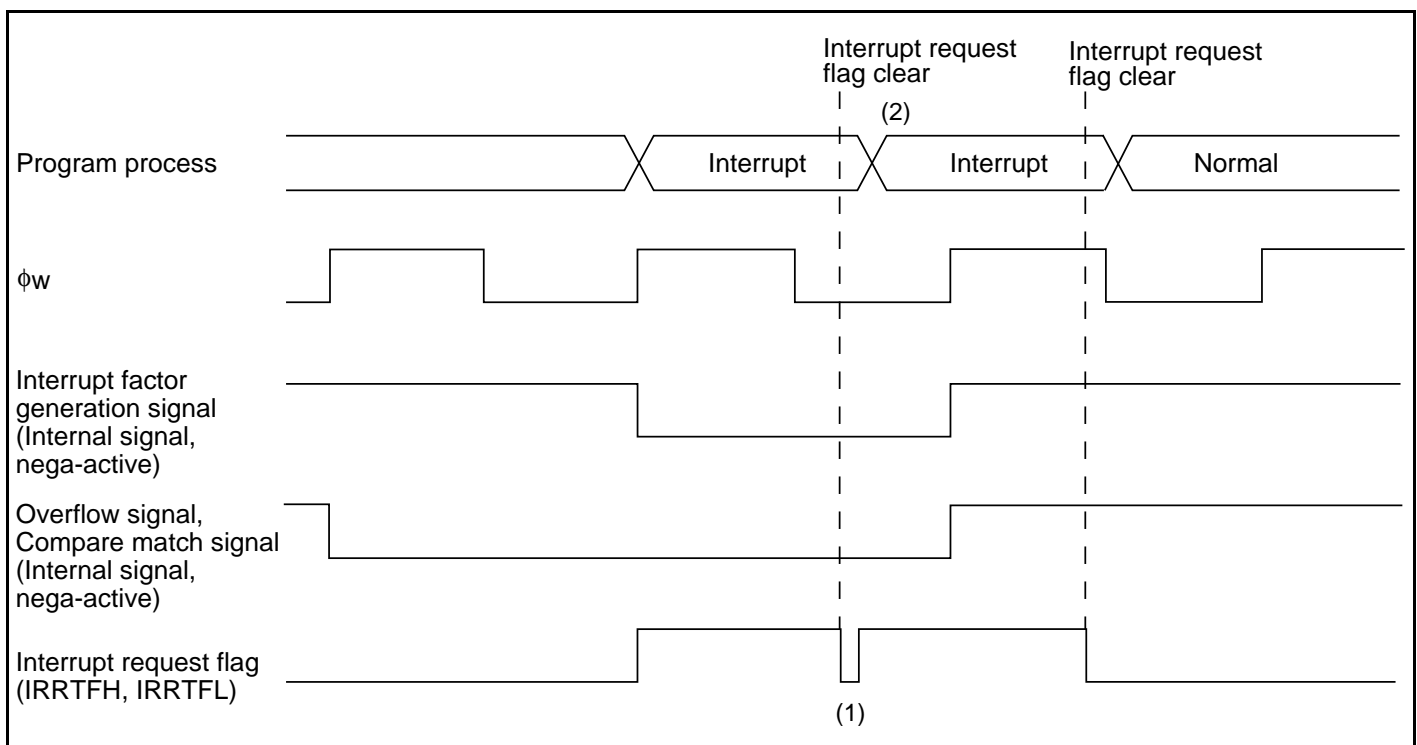 Interrupt request
flag clear
Interrupt request
flag clear
(2)
Program process
Interrupt
Interrupt
Normal
ϕw
Interrupt factor
generation signal
(Internal signal,
nega-active)
Overflow signal,
Compare match signal
(Internal signal,
nega-active)
Interrupt request flag
(IRRTFH, IRRTFL)
(1)